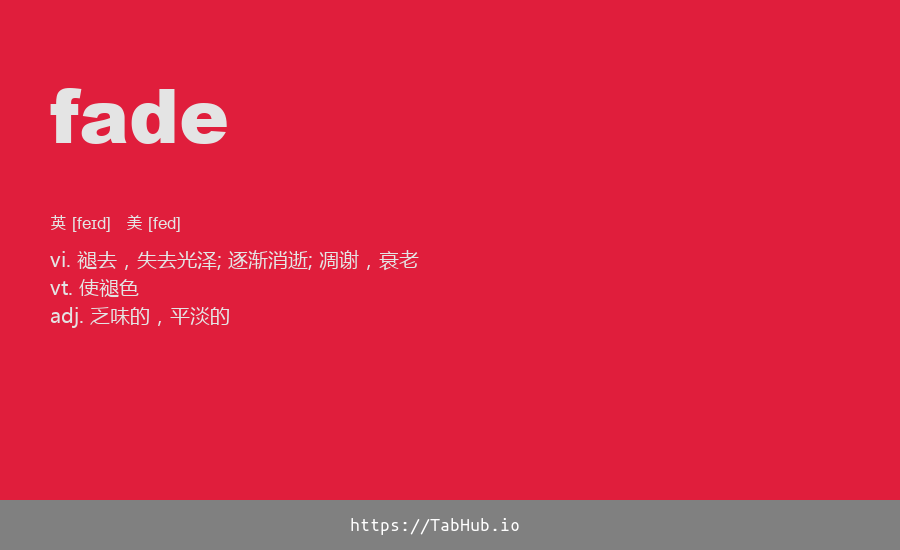 fade
英 [feɪd] 美 [fed]
vi. 褪去，失去光泽; 逐渐消逝; 凋谢，衰老
vt. 使褪色
adj. 乏味的，平淡的
https://TabHub.io